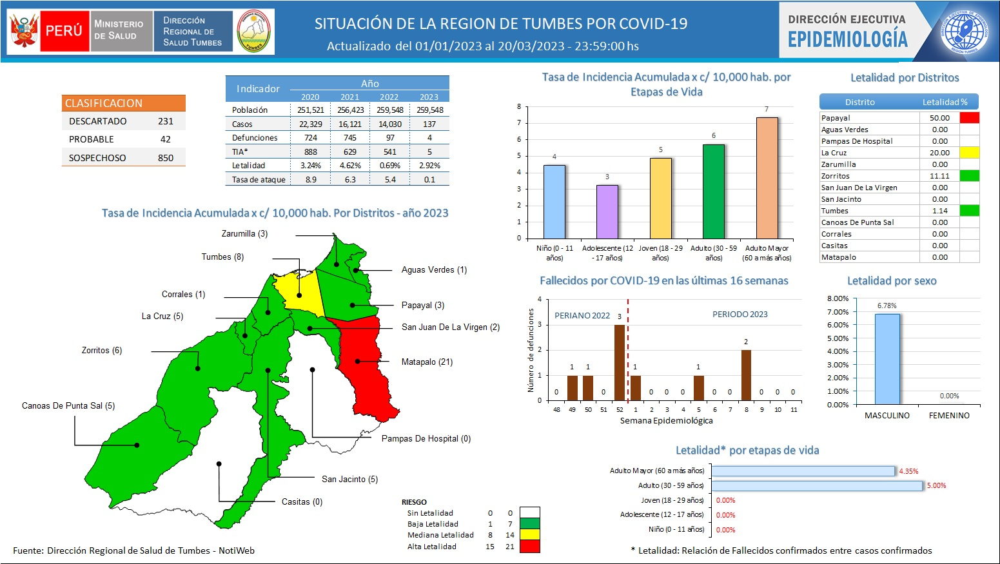 PERÚ
MINISTERIO
DE SALUD
DIRECCIÓN
REGIONAL DE
SALUD TUMBES
TUMBES
SITUACIÓN DE LA REGION DE TUMBES POR COVID-19
Actualizado del 01/01/2023 al 20/03/2023 - 23:59:00 hs
DIRECCIÓN EJECUTIVA
EPIDEMIOLOGÍA
REGION TUMBES
CLASIFICACION
DESCARTADO 231
PROBABLE 42
SOSPECHOSO 850
Indicador Año
2020 2021 2022 2023
Población 251,521 256,423 259,548 259,548
Casos 22,329 16,121 14,030 137
Defunciones 724 745 97 4
TIA* 888 629 541 5
Letalidad 3.24% 4.62% 0.69% 2.92%
Tasa de ataque 8.9 6.3 5.4 0.1
Tasa de Incidencia Acumulada x c/ 10,000 hab. Por Distritos - año 2023
Zarumilla (3)
Tumbes (8)
Aguas Verdes (1)
Corrales (1)
Papayal (3)
La Cruz (5)
San Juan De La Virgen (2)
Zorritos (6)
Matapalo (21)
Canoas De Punta Sal (5)
Pampas De Hospital (0)
San Jacinto (5)
Casitas (0)
RIESGO
Sin Letalidad 0 0
Baja Letalidad 1 7
Mediana Letalidad 8 14
Alta Letalidad 15 21
Fuente: Dirección Regional de Salud de Tumbes - NotiWeb
Tasa de Incidencia Acumulada x c/ 10,000 hab. por
Etapas de Vida
8
7
6
5
4
3
2
1
0
4
3
5
6
7
Niño (0 - 11 Adolescente (12 Joven (18 - 29 Adulto (30 - 59 Adulto Mayor
años) - 17 años) años) años) (60 a más años)
Fallecidos por COVID-19 en las últimas 16 semanas
Número de defunciones
4
3
2
1
0
PERIANO 2022
PERIODO 2023
0 1 1 0 3 1 0 0 0 1 0 0 2 0 0 0
48 49 50 51 52 1 2 3 4 5 6 7 8 9 10 11
Semana Epidemiológica
Letalidad por Distritos
Distrito Letalidad %
Papayal 50.00
Aguas Verdes 0.00
Pampas De Hospital 0.00
La Cruz 20.00
Zarumilla 0.00
Zorritos 11.11
San Juan De La Virgen 0.00
San Jacinto 0.00
Tumbes 1.14
Canoas De Punta Sal 0.00
Corrales 0.00
Casitas 0.00
Matapalo 0.00
Letalidad por sexo
8.00%
7.00%
6.00%
5.00%
4.00%
3.00%
2.00%
1.00%
0.00%
6.78%
0.00%
MASCULINO FEMENINO
Letalidad* por etapas de vida
Adulto Mayor (60 a más años) 4.35%
Adulto (30 - 59 años) 5.00%
Joven (18 - 29 años) 0.00%
Adolescente (12 - 17 años) 0.00%
Niño (0 - 11 años) 0.00%
* Letalidad: Relación de Fallecidos confirmados entre casos confirmados